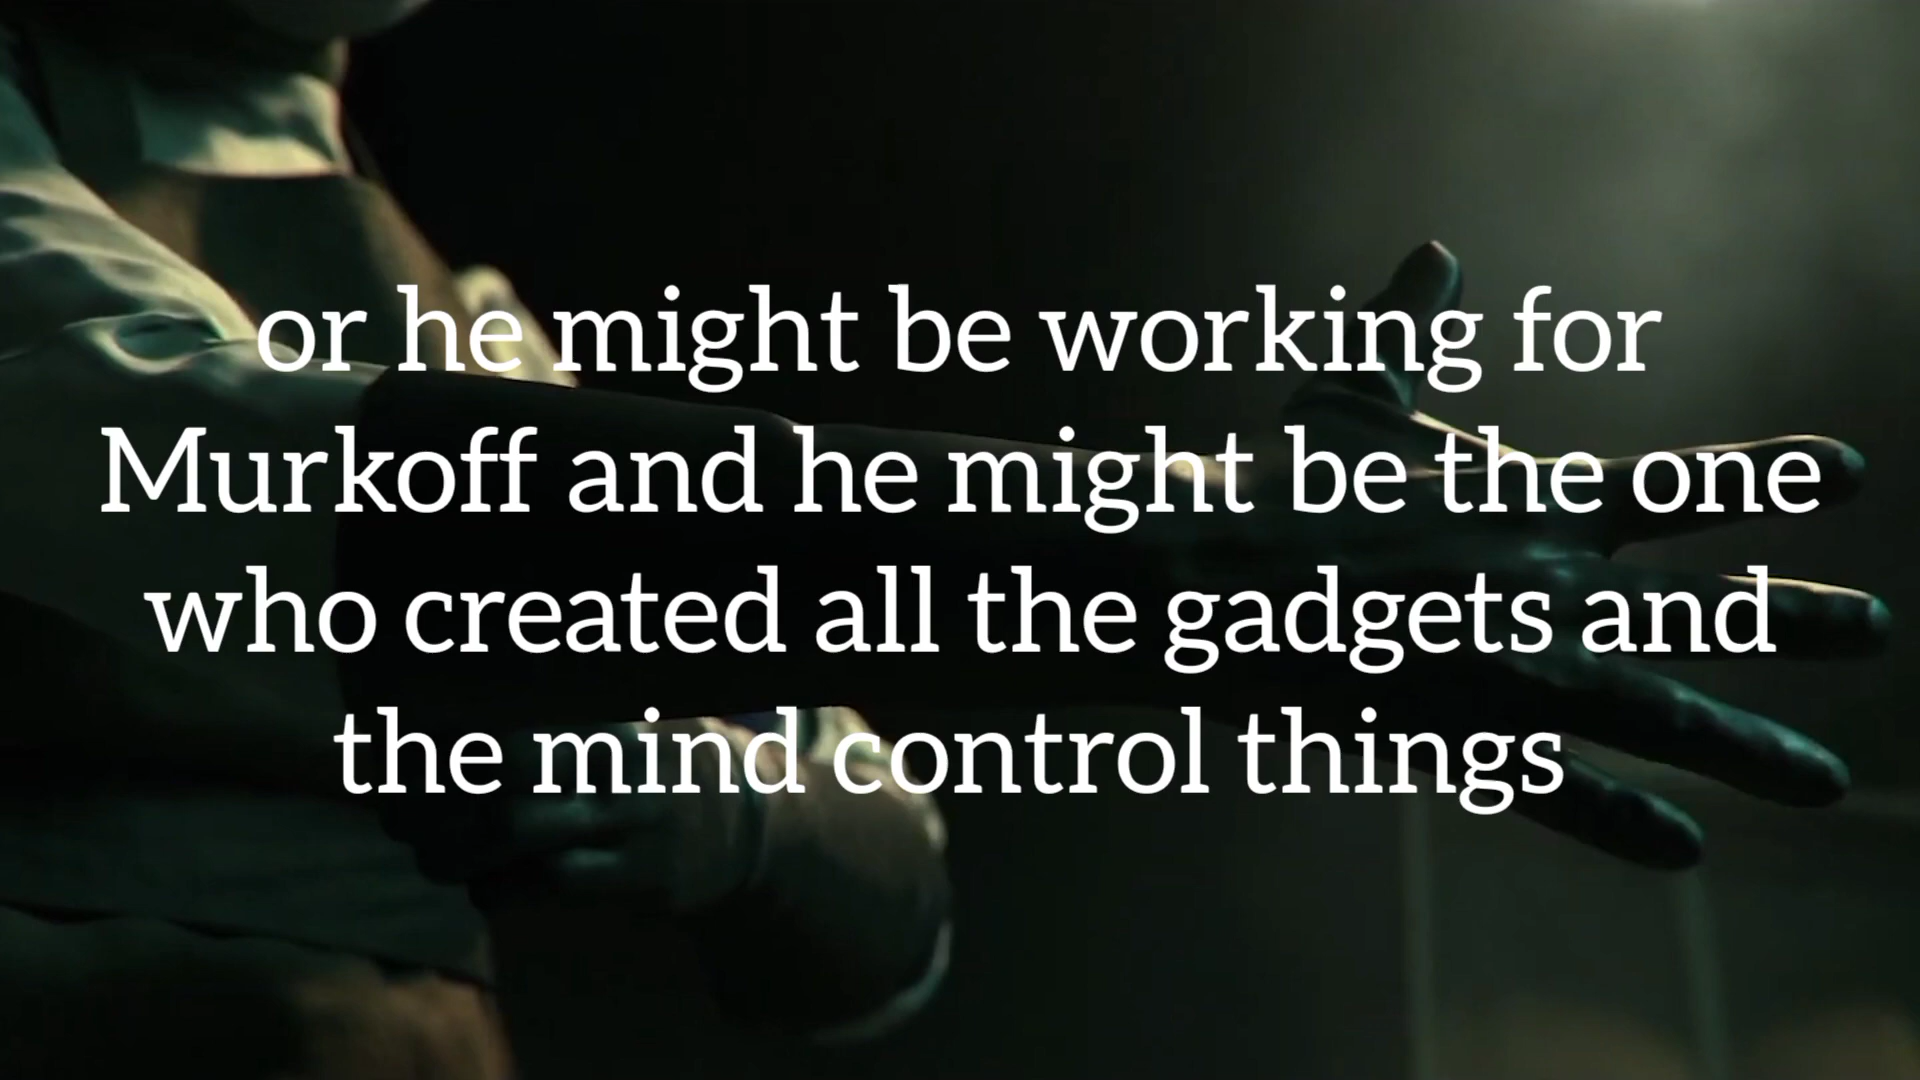 or he might be working for
Murkoff and he might be the one
who created all the gadgets and
the mind control things